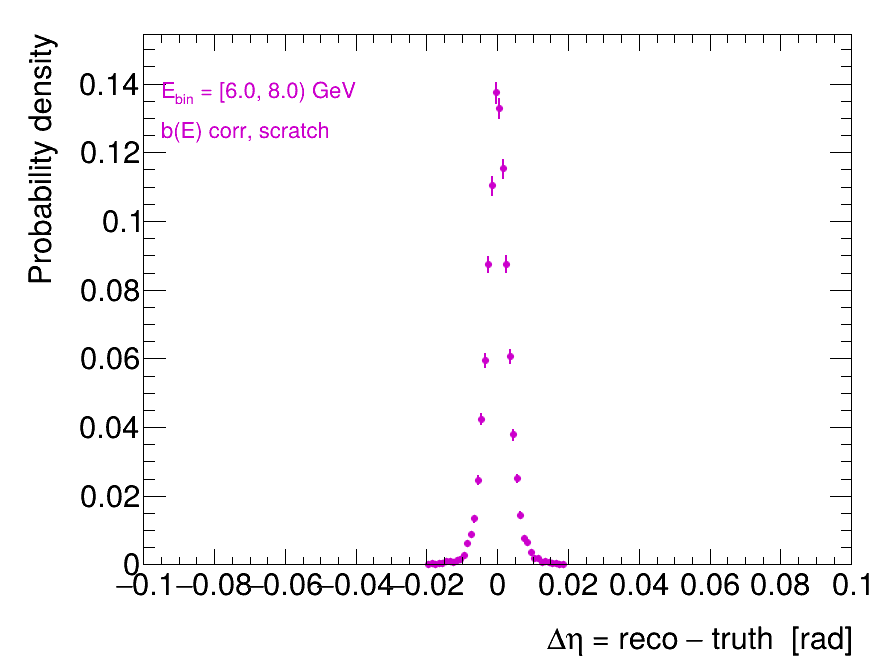 Probability density
0.14
0.12
0.1
0.08
0.06
0.04
0.02
0
E_bin = [6.0, 8.0) GeV
b(E) corr, scratch
−0.1 −0.08 −0.06 −0.04 −0.02 0 0.02 0.04 0.06 0.08 0.1
Δη = reco − truth [rad]